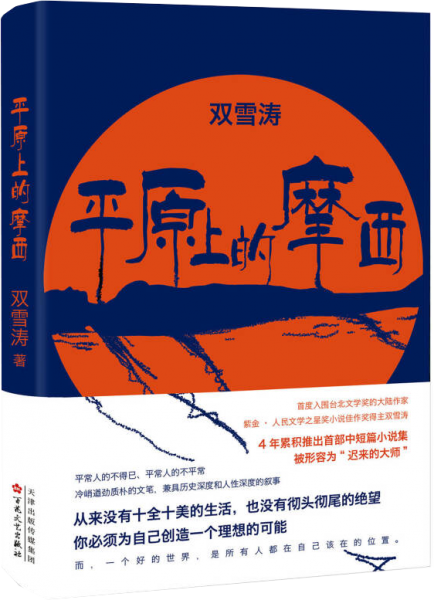 双雪涛
平原上的摩西
首度入围台北文学奖的大陆作家
紫金·人民文学之星奖小说佳作奖得主双雪涛
4年累积推出首部中短篇小说集
被形容为“迟来的大师”
平常人的不得已、平常人的不平常
冷峭遒劲质朴的文笔,兼具历史深度和人性深度的叙事
从来没有十全十美的生活,也没有彻头彻尾的绝望
你必须为自己创造一个理想的可能
而,一个好的世界,是所有人都在自己该在的位置。
平原上的摩西
双雪涛 著
天津出版传媒集团
百花文艺出版社